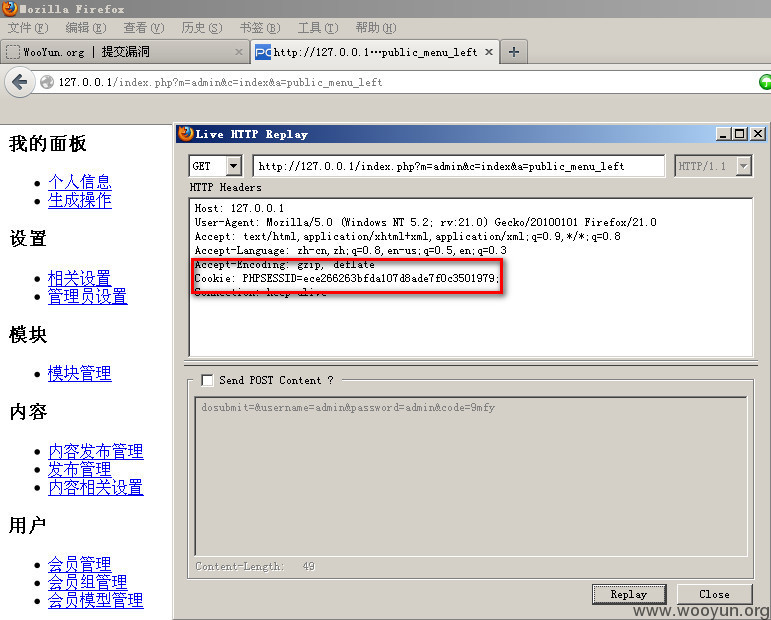 Mozilla Firefox
文件(F) 编辑(E) 查看(V) 历史(S) 书签(B) 工具(T) 帮助(H)
WooYun.org | 提交漏洞 × PC http://127.0.0.1···public_menu_left × +
127.0.0.1/index.php?m=admin&c=index&a=public_menu_left
我的面板
个人信息
生成操作
设置
相关设置
管理员设置
模块
模块管理
内容
内容发布管理
发布管理
内容相关设置
用户
会员管理
会员组管理
会员模型管理
Live HTTP Replay
GET http://127.0.0.1/index.php?m=admin&c=index&a=public_menu_left HTTP/1.1
HTTP Headers
Host: 127.0.0.1
User-Agent: Mozilla/5.0 (Windows NT 5.2; rv:21.0) Gecko/20100101 Firefox/21.0
Accept: text/html,application/xhtml+xml,application/xml;q=0.9,*/*;q=0.8
Accept-Language: zh-cn,zh;q=0.8,en-us;q=0.5,en;q=0.3
Accept-Encoding: gzip, deflate
Cookie: PHPSESSID=ece266263bfda107d8ade7f0c3501979;
Connection: keep-alive
Send POST Content ?
dosubmit=&username=admin&password=admin&code=9mfy
Content-Length: 49
Replay Close
www.wooyun.org